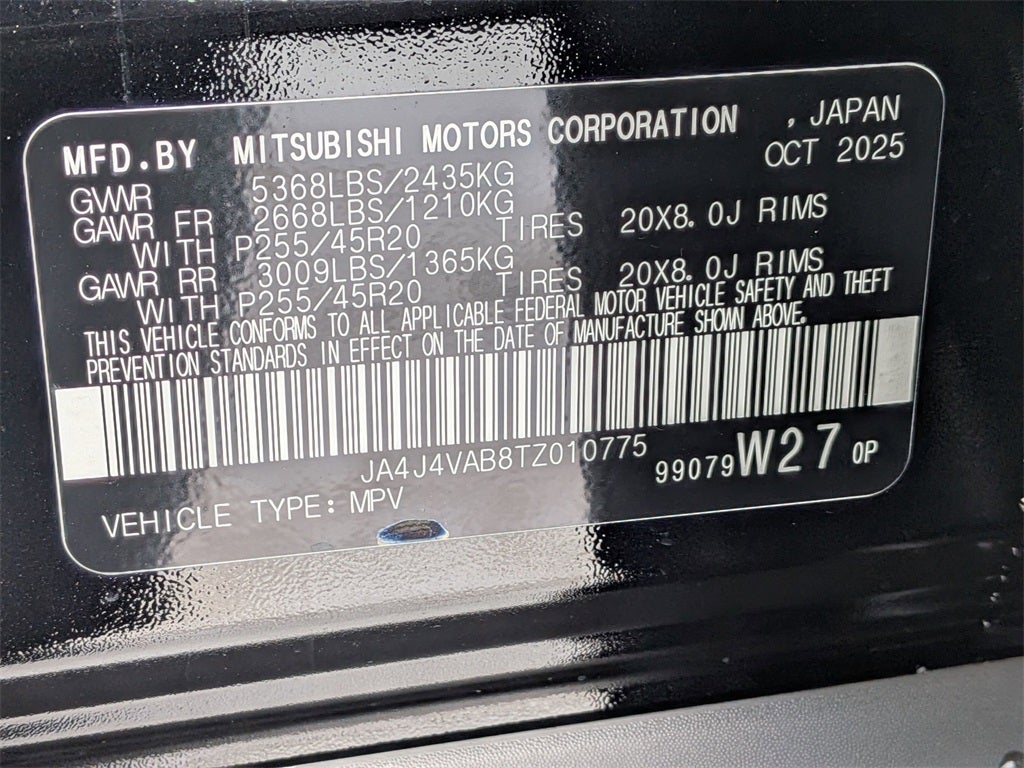 MFD.BY MITSUBISHI MOTORS CORPORATION , JAPAN
OCT 2025
GVWR 5368LBS/2435KG
GAWR FR 2668LBS/1210KG
WITH P255/45R20 TIRES 20X8.0J RIMS
GAWR RR 3009LBS/1365KG
WITH P255/45R20 TIRES 20X8.0J RIMS
THIS VEHICLE CONFORMS TO ALL APPLICABLE FEDERAL MOTOR VEHICLE SAFETY AND THEFT
PREVENTION STANDARDS IN EFFECT ON THE DATE OF MANUFACTURE SHOWN ABOVE.
JA4J4VAB8TZ010775
99079W27 0P
VEHICLE TYPE: MPV